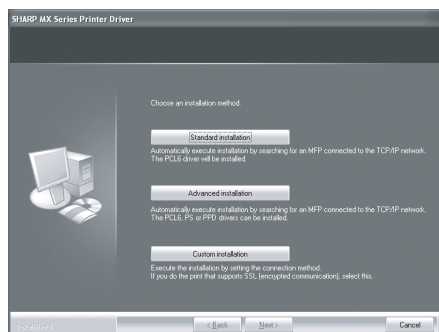 SHARP MX Series Printer Driver
Choose an installation method.
Standard installation
Automatically execute installation by searching for an MFP connected to the TCP/IP network.
The PCL6 driver will be installed.
Advanced installation
Automatically execute installation by searching for an MFP connected to the TCP/IP network.
The PCL6, PS or PPD drivers can be installed.
Custom installation
Execute the installation by setting the connection method.
If you do the print that supports SSL (encrypted communication), select this.
InstallShield
< Back
Next >
Cancel